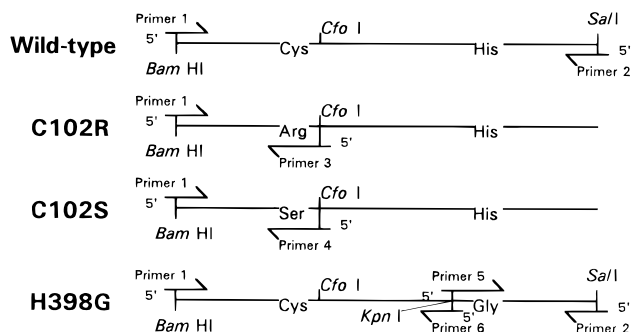 Primer 1
Cfo I
Sal I
5'
5'
Wild-type
Cys
His
Bam HI
Primer 2
Primer 1
Cfo I
5'
C102R
Arg
His
5'
Bam HI
Primer 3
Primer 1
Cfo I
5'
C102S
Ser
His
5'
Bam HI
Primer 4
Primer 1
Cfo I
Primer 5
Sal I
5'
5'
H398G
Cys
Kpn I
Gly
5'
5'
Bam HI
Primer 6
Primer 2